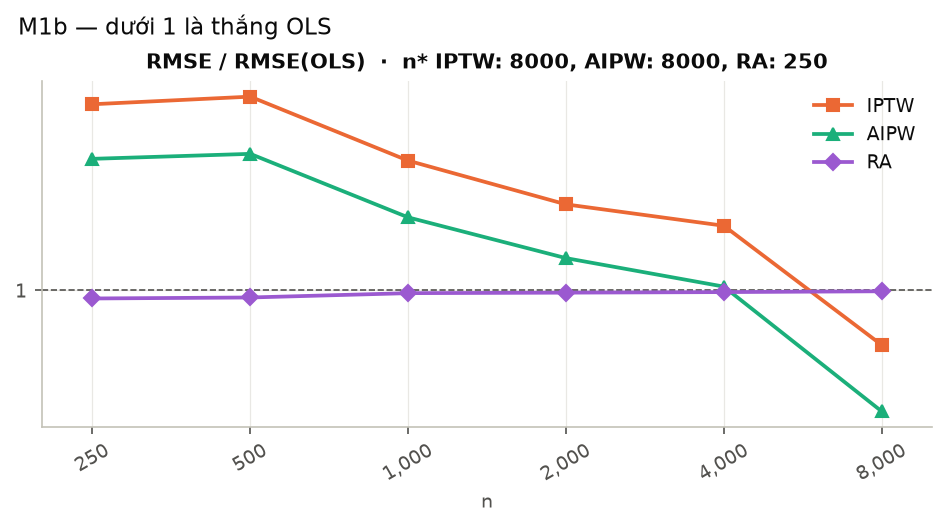 M1b — dưới 1 là thắng OLS
RMSE / RMSE(OLS)  ·  n* IPTW: 8000, AIPW: 8000, RA: 250
IPTW
AIPW
RA
1
250
500
1,000
2,000
4,000
8,000
n